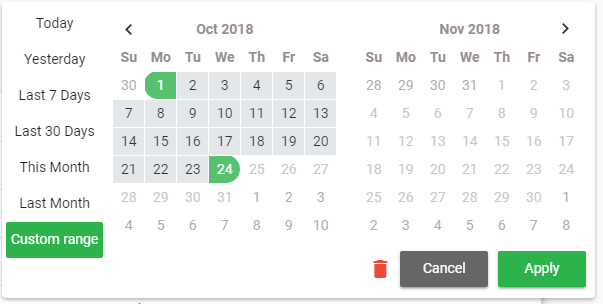 Today
Yesterday
Last 7 Days
Last 30 Days
This Month
Last Month
Custom range
Oct 2018
Su Mo Tu We Th Fr Sa
30 1 2 3 4 5 6
7 8 9 10 11 12 13
14 15 16 17 18 19 20
21 22 23 24 25 26 27
28 29 30 31 1 2 3
4 5 6 7 8 9 10
Nov 2018
Su Mo Tu We Th Fr Sa
28 29 30 31 1 2 3
4 5 6 7 8 9 10
11 12 13 14 15 16 17
18 19 20 21 22 23 24
25 26 27 28 29 30 1
2 3 4 5 6 7 8
Cancel
Apply